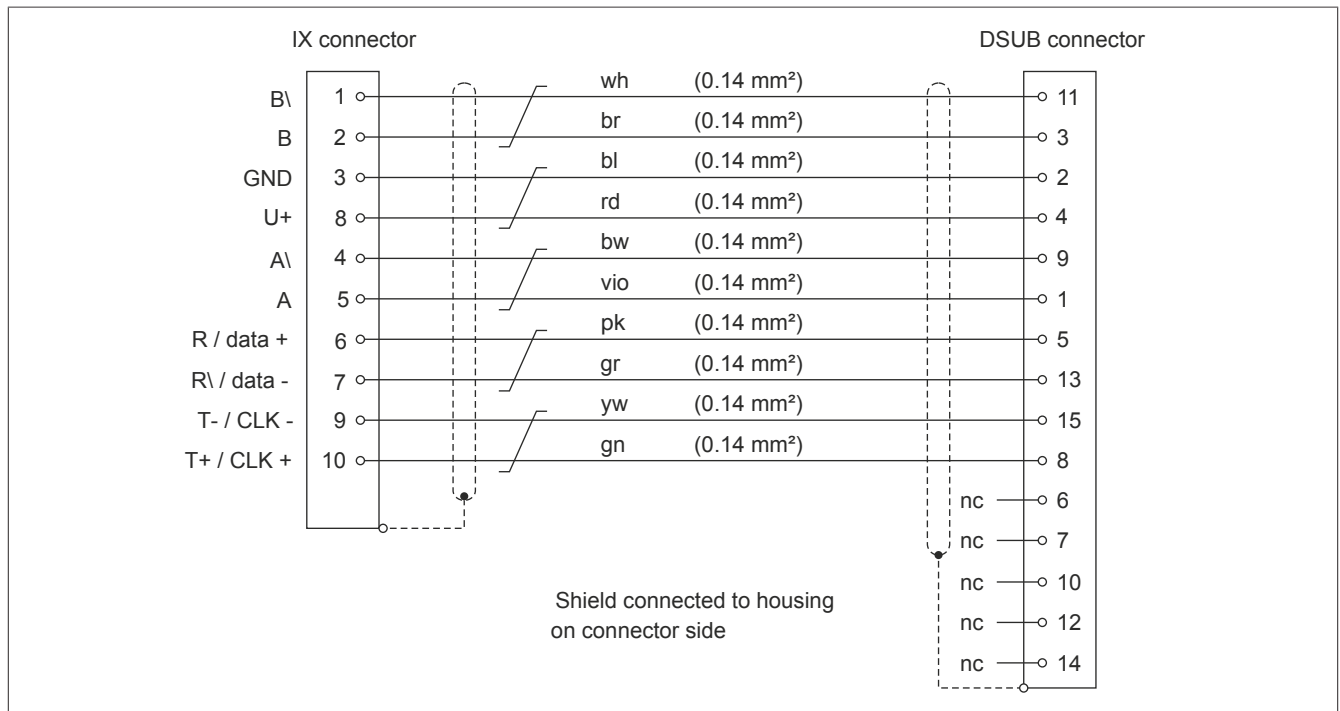 IX connector DSUB connector
B\ 1 wh (0.14 mm²) 11
B 2 br (0.14 mm²) 3
GND 3 bl (0.14 mm²) 2
U+ 8 rd (0.14 mm²) 4
A\ 4 bw (0.14 mm²) 9
A 5 vio (0.14 mm²) 1
R / data + 6 pk (0.14 mm²) 5
R\ / data - 7 gr (0.14 mm²) 13
T- / CLK - 9 yw (0.14 mm²) 15
T+ / CLK + 10 gn (0.14 mm²) 8
nc 6
nc 7
nc 10
nc 12
nc 14
Shield connected to housing
on connector side